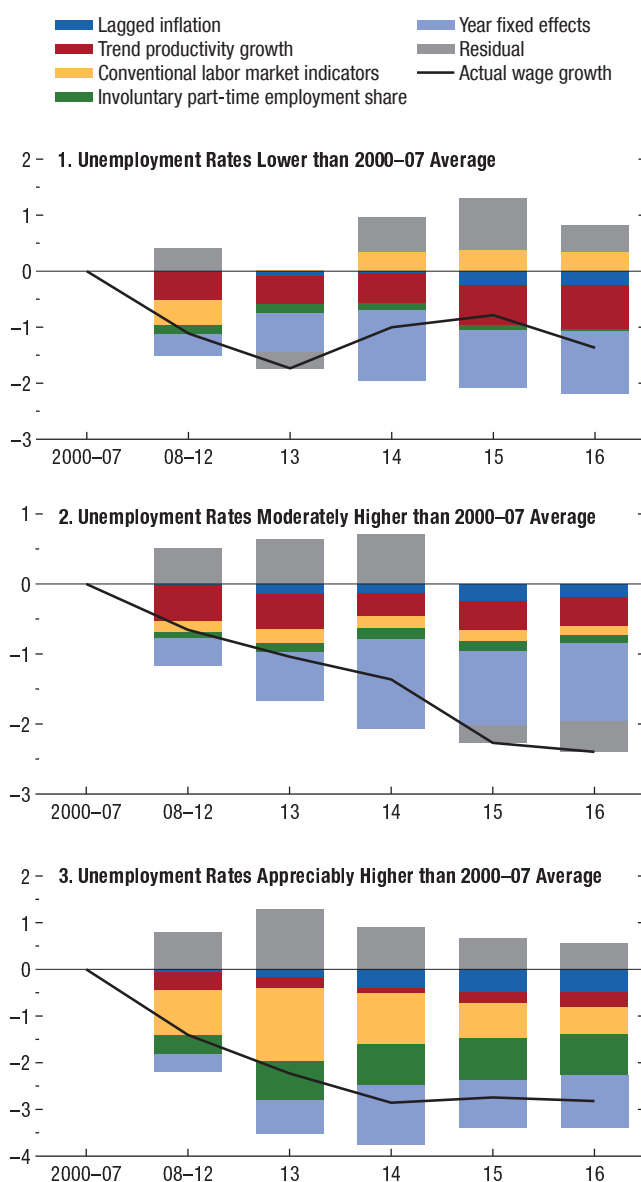 Lagged inflation
Trend productivity growth
Conventional labor market indicators
Involuntary part-time employment share
Year fixed effects
Residual
Actual wage growth
1. Unemployment Rates Lower than 2000–07 Average
2
1
0
–1
–2
–3
2000–07 08–12 13 14 15 16
2. Unemployment Rates Moderately Higher than 2000–07 Average
1
0
–1
–2
–3
2000–07 08–12 13 14 15 16
3. Unemployment Rates Appreciably Higher than 2000–07 Average
2
1
0
–1
–2
–3
–4
2000–07 08–12 13 14 15 16